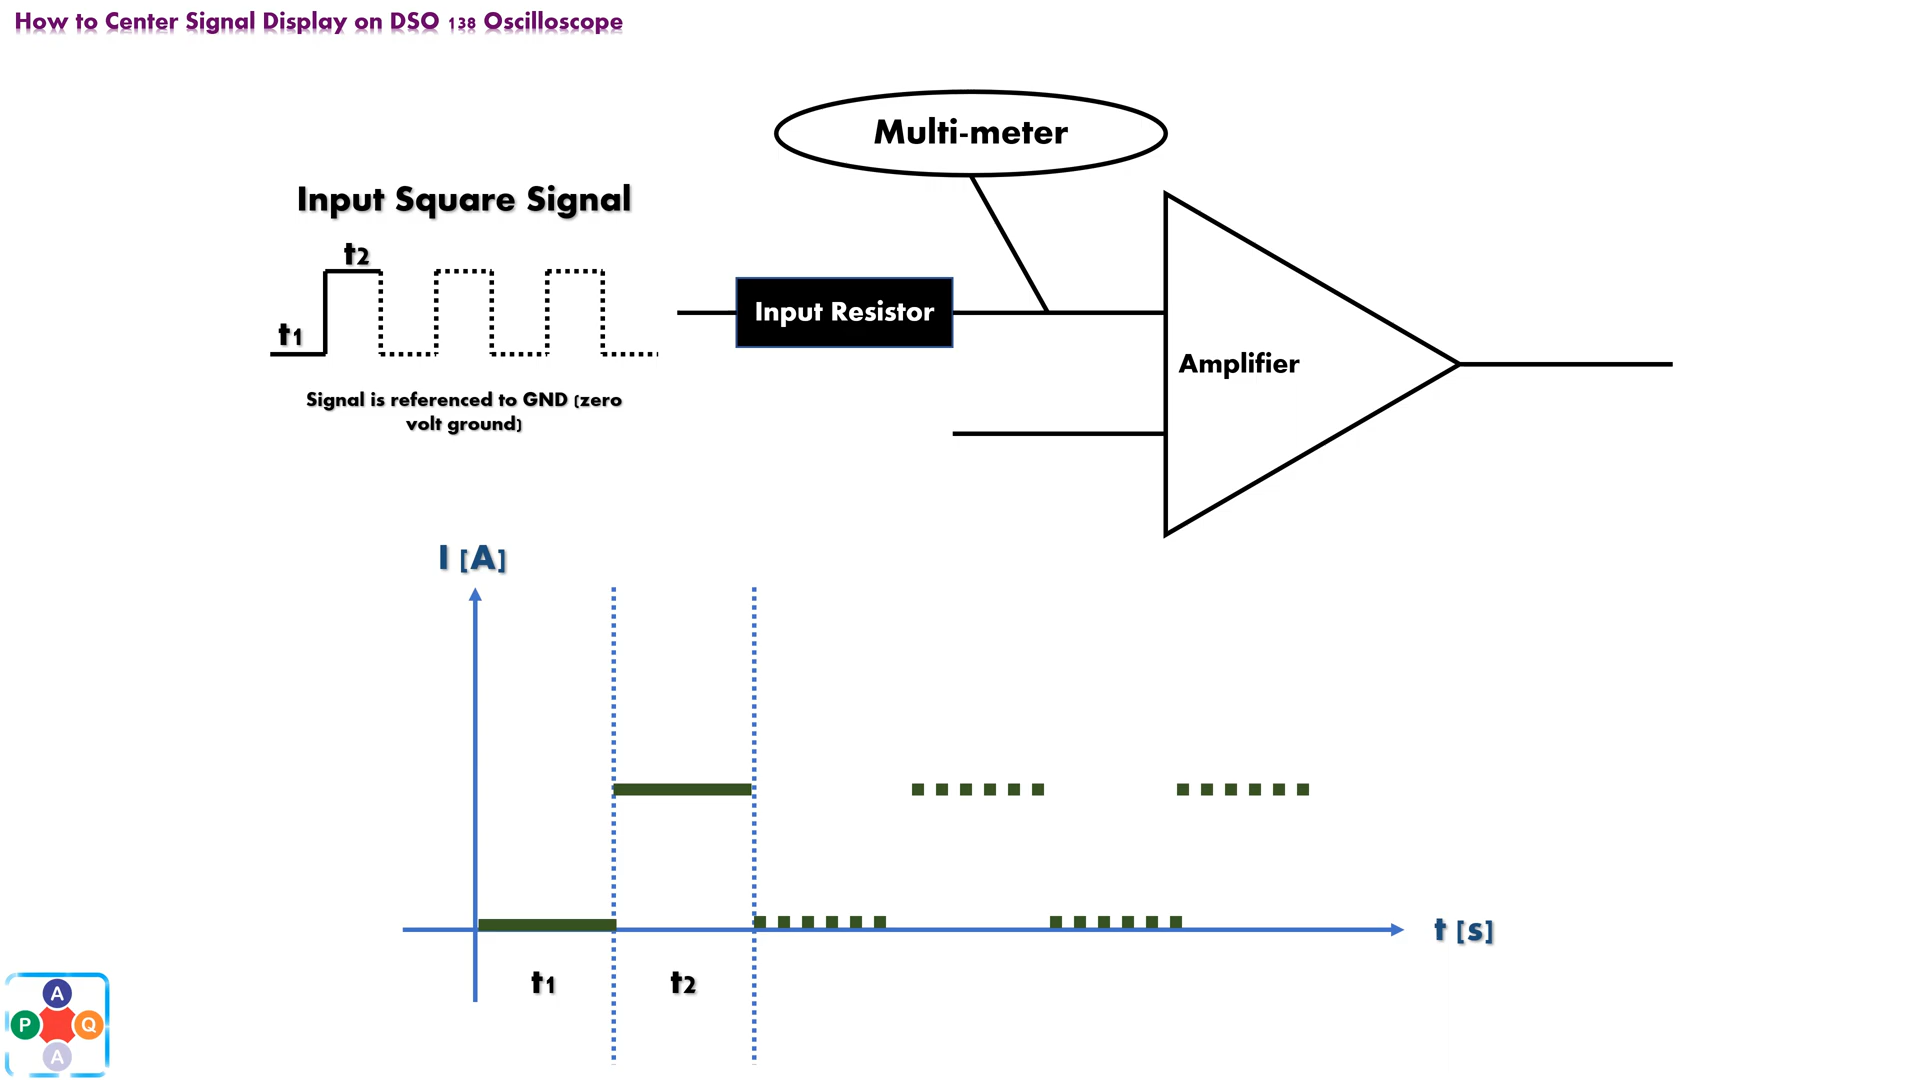 How to Center Signal Display on DSO 138 Oscilloscope
Multi-meter
Input Square Signal
t2
t1
Input Resistor
Amplifier
Signal is referenced to GND (zero
volt ground)
I [A]
t [s]
t1
t2
A
P
Q
A